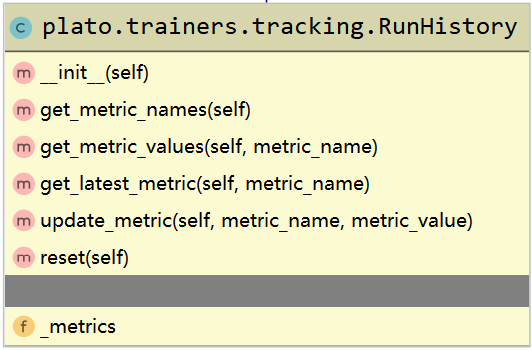 c plato.trainers.tracking.RunHistory
m __init__(self)
m get_metric_names(self)
m get_metric_values(self, metric_name)
m get_latest_metric(self, metric_name)
m update_metric(self, metric_name, metric_value)
m reset(self)
f _metrics